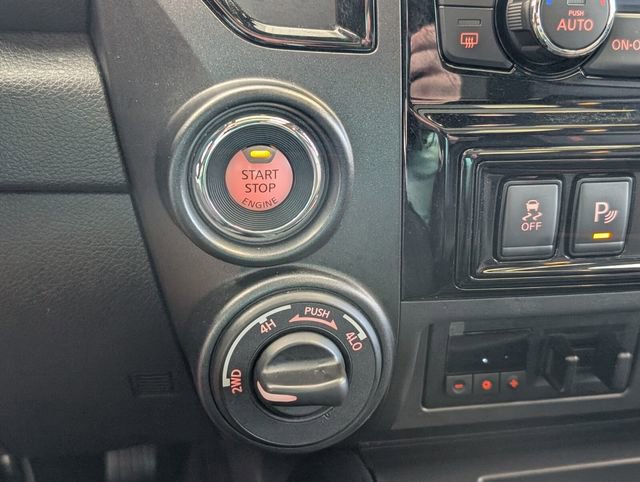 PUSH
AUTO
ON-O
START
STOP
ENGINE
OFF
P
PUSH
4H
4LO
2WD